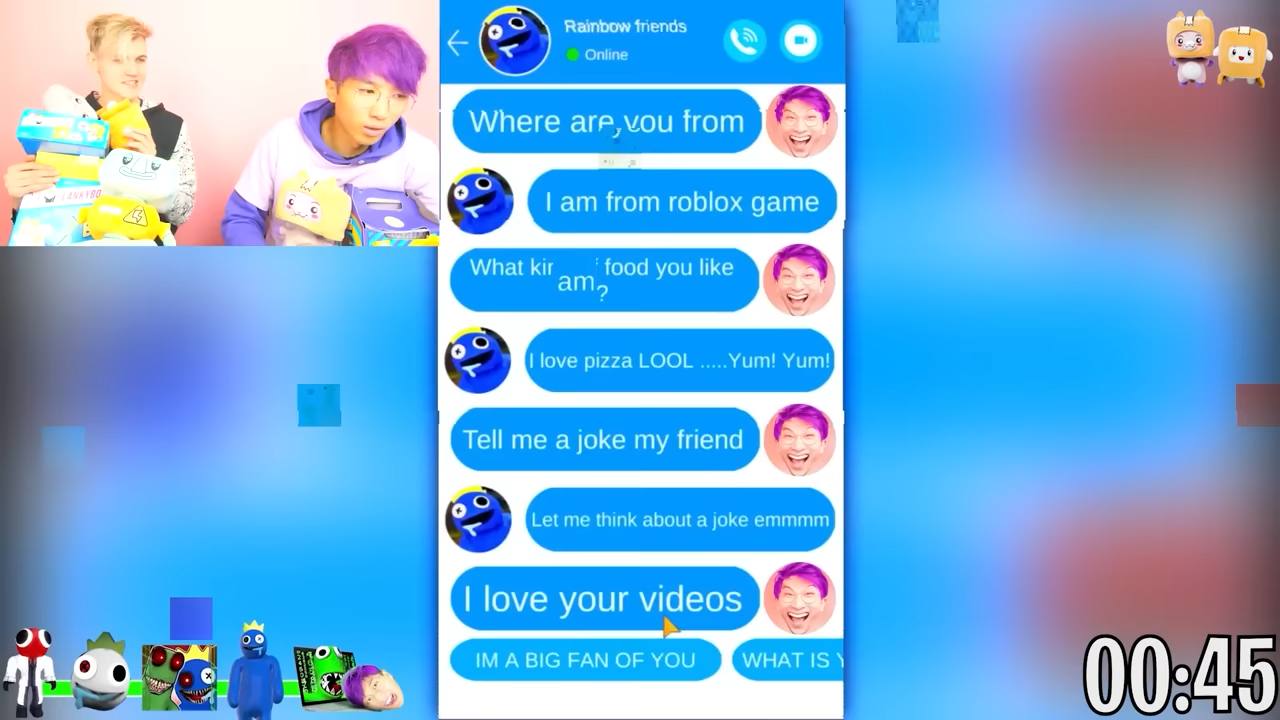 Rainbow friends
Online
Where are you from
I am from roblox game
What kin food you like
am
?
I love pizza LOOL .....Yum! Yum!
Tell me a joke my friend
Let me think about a joke emmmm
I love your videos
IM A BIG FAN OF YOU
WHAT IS
LANKYBO
00:45